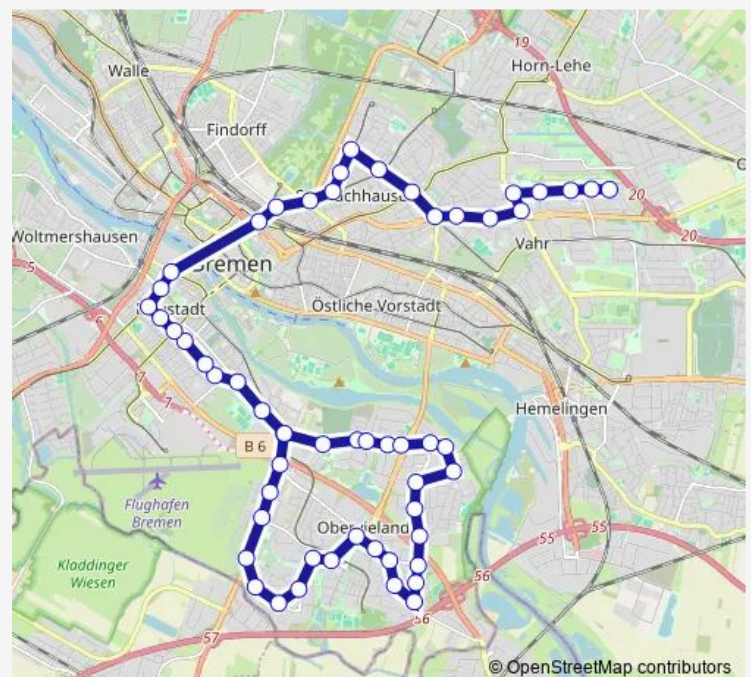 19
Horn-Lehe
Walle
Findorff
20
Woltmershausen
20
Vahr
Bremen
5
Östliche Vorstadt
6
7
7
Hemelingen
B 6
Flughafen
Bremen
55
55
Kladdinger
Wiesen
56
56
57
© OpenStreetMap contributors